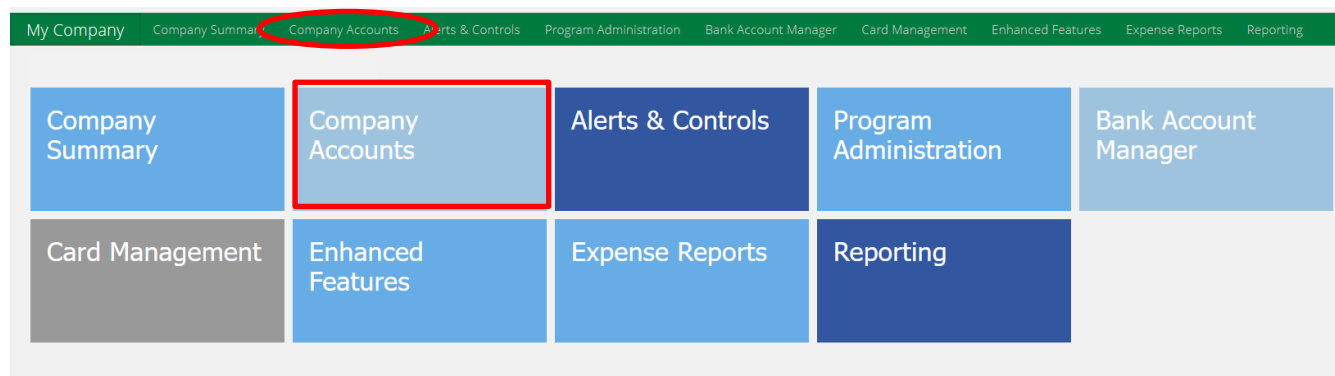 My Company Company Summary Company Accounts Alerts & Controls Program Administration Bank Account Manager Card Management Enhanced Features Expense Reports Reporting
Company
Summary
Company
Accounts
Alerts & Controls
Program
Administration
Bank Account
Manager
Card Management
Enhanced
Features
Expense Reports
Reporting